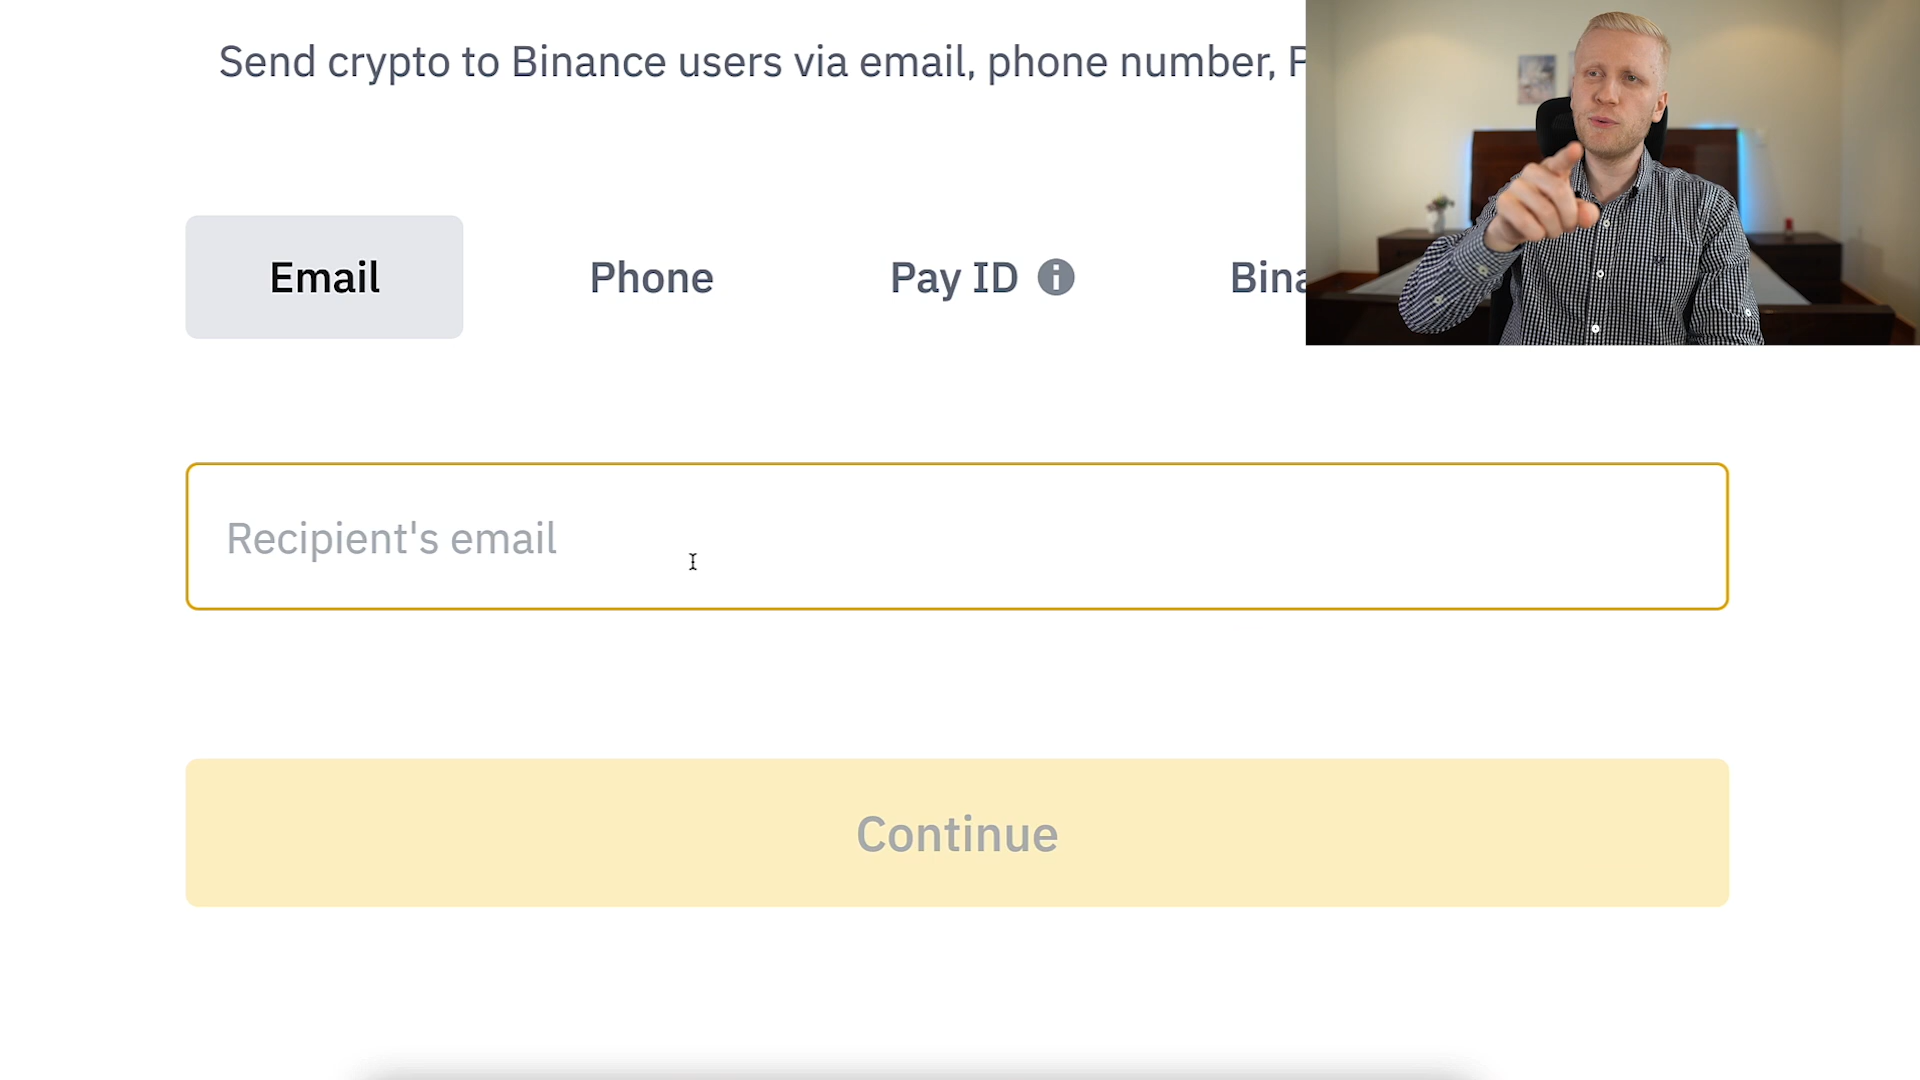 Send crypto to Binance users via email, phone number,
Email Phone Pay ID
Recipient's email
Continue